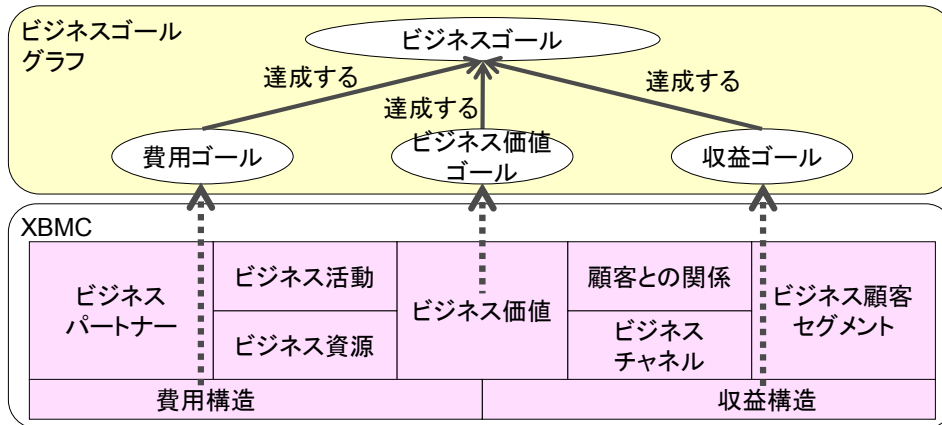 ビジネスゴール
グラフ
ビジネスゴール
達成する
達成する
達成する
費用ゴール
ビジネス価値
ゴール
収益ゴール
XBMC
ビジネス
パートナー
ビジネス活動
ビジネス資源
ビジネス価値
顧客との関係
ビジネス
チャネル
ビジネス顧客
セグメント
費用構造
収益構造